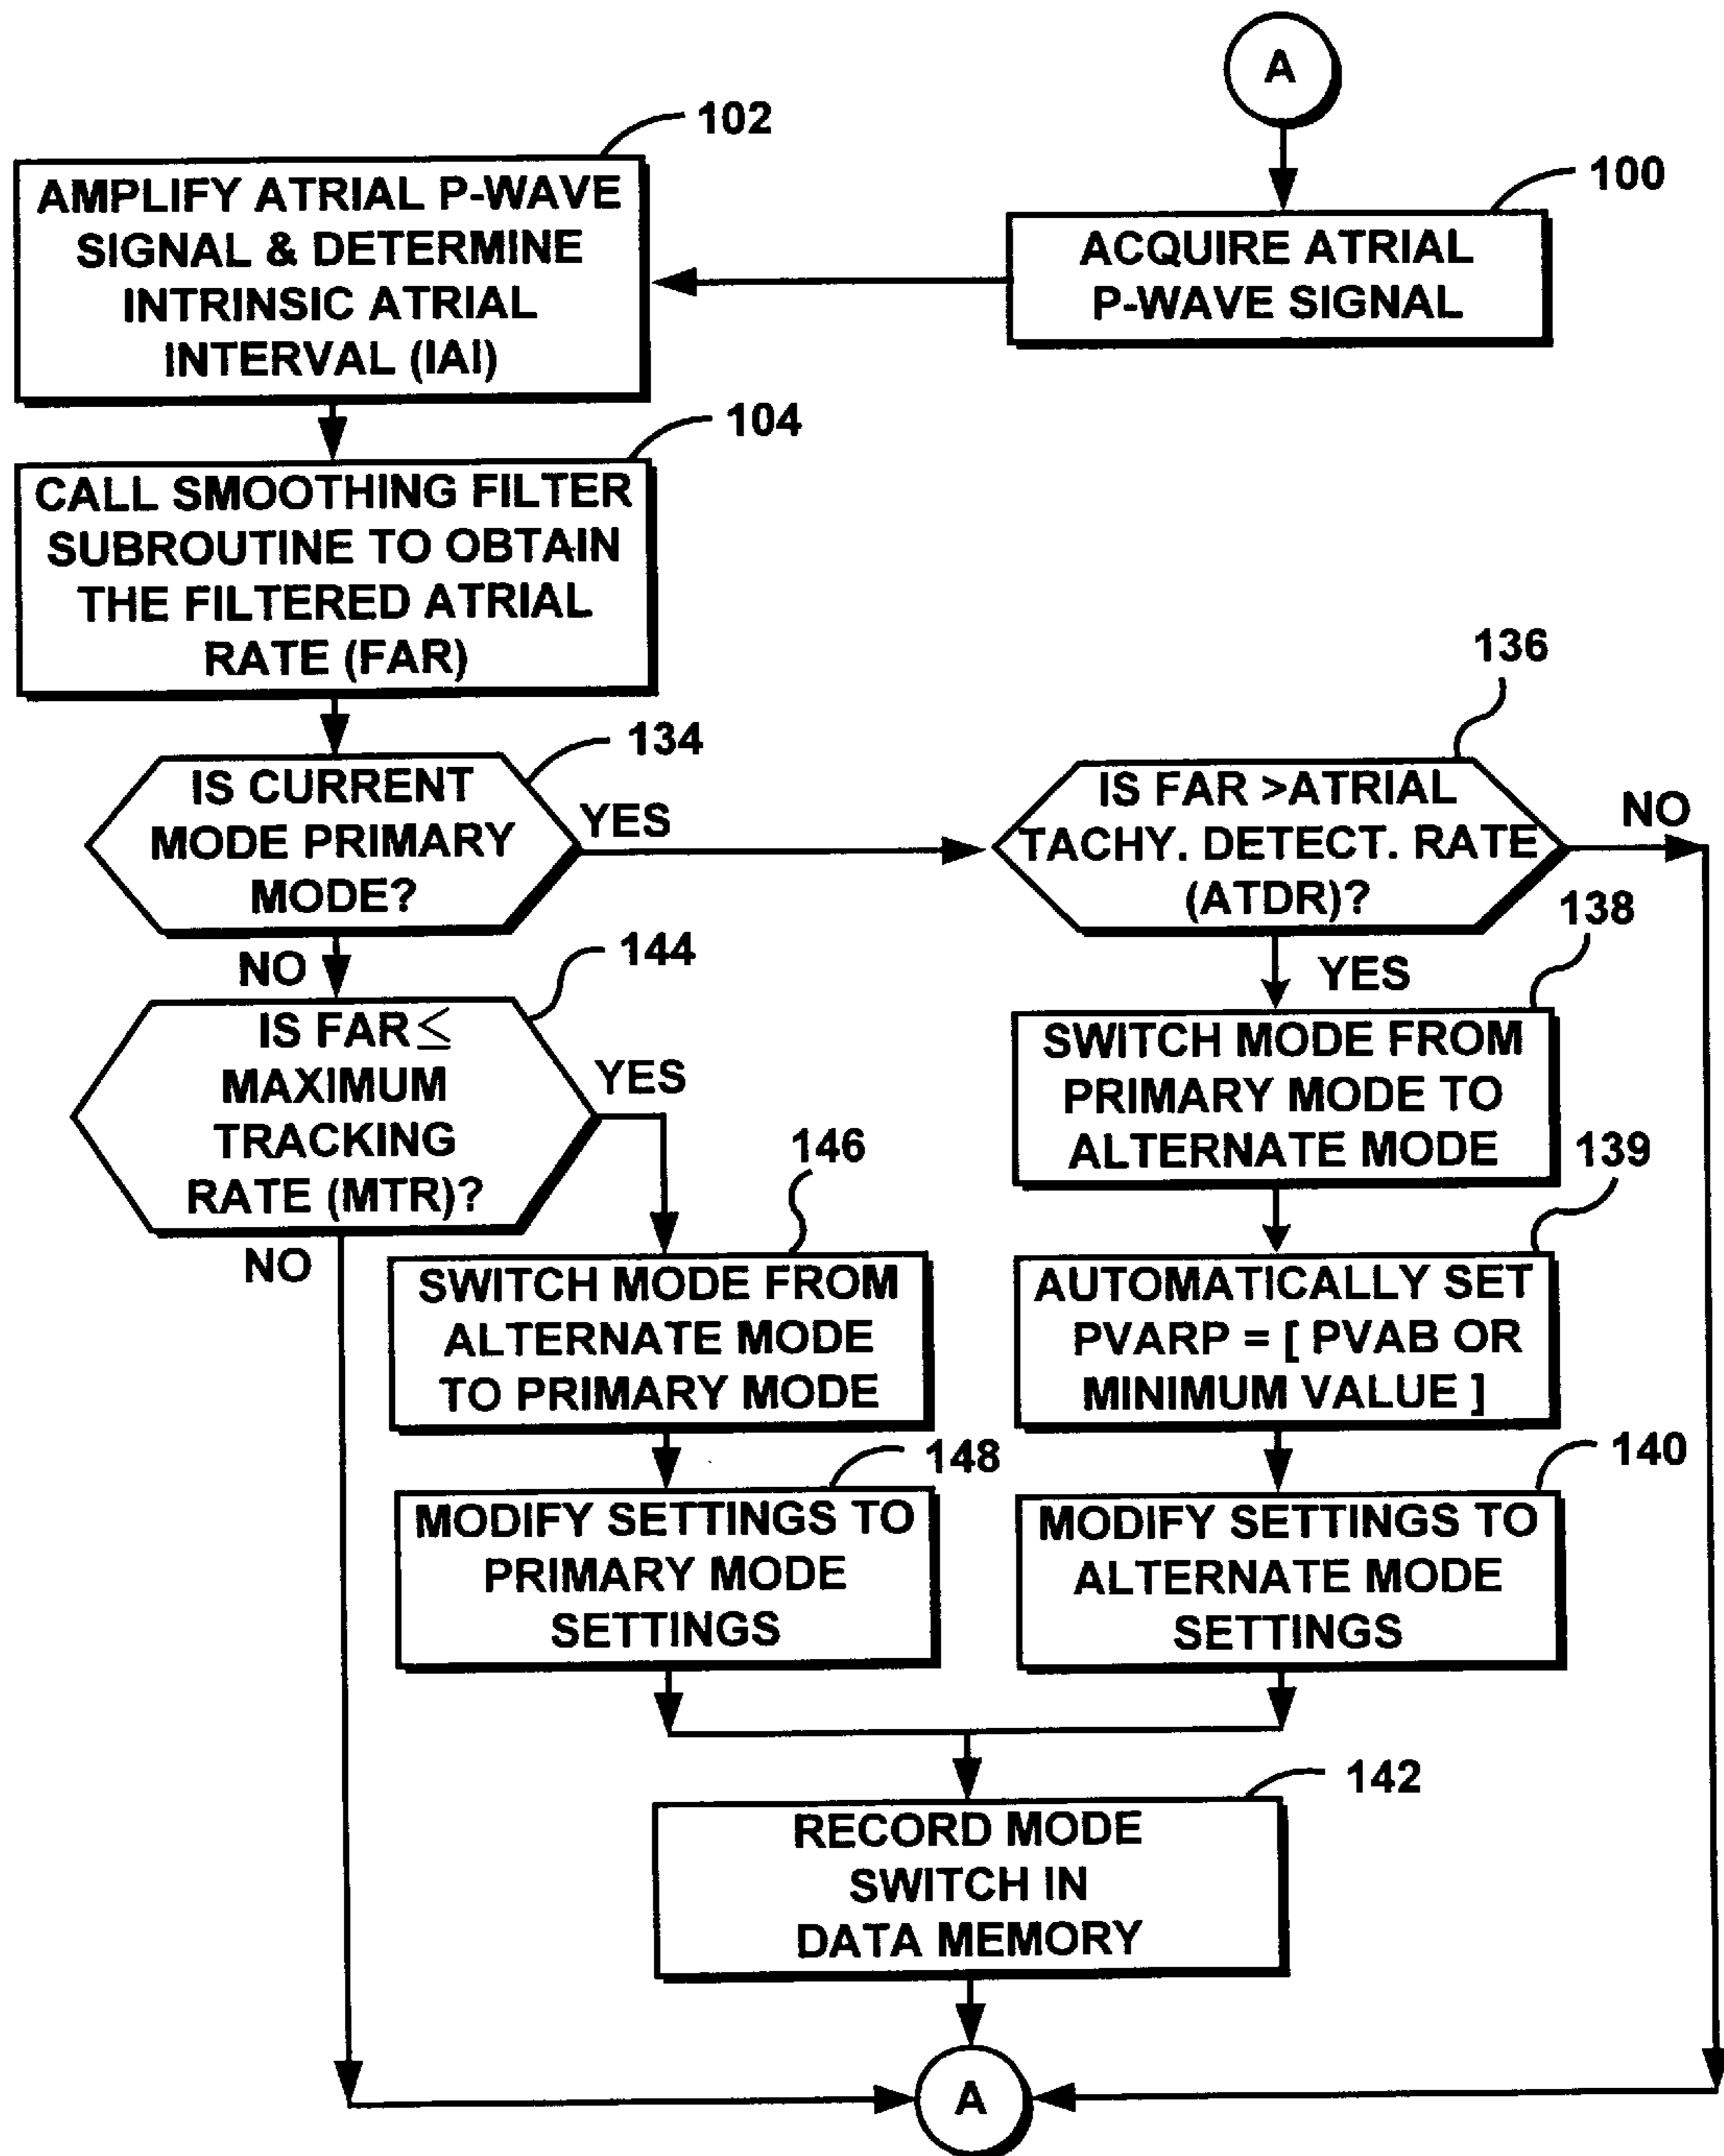 A
100
ACQUIRE ATRIAL
P-WAVE SIGNAL
102
AMPLIFY ATRIAL P-WAVE
SIGNAL & DETERMINE
INTRINSIC ATRIAL
INTERVAL (IAI)
104
CALL SMOOTHING FILTER
SUBROUTINE TO OBTAIN
THE FILTERED ATRIAL
RATE (FAR)
134
IS CURRENT
MODE PRIMARY
MODE?
YES
NO
136
IS FAR >ATRIAL
TACHY. DETECT. RATE
(ATDR)?
NO
YES
138
SWITCH MODE FROM
PRIMARY MODE TO
ALTERNATE MODE
139
AUTOMATICALLY SET
PVARP = [ PVAB OR
MINIMUM VALUE ]
140
MODIFY SETTINGS TO
ALTERNATE MODE
SETTINGS
144
IS FAR ≤
MAXIMUM
TRACKING
RATE (MTR)?
YES
NO
146
SWITCH MODE FROM
ALTERNATE MODE
TO PRIMARY MODE
148
MODIFY SETTINGS TO
PRIMARY MODE
SETTINGS
142
RECORD MODE
SWITCH IN
DATA MEMORY
A